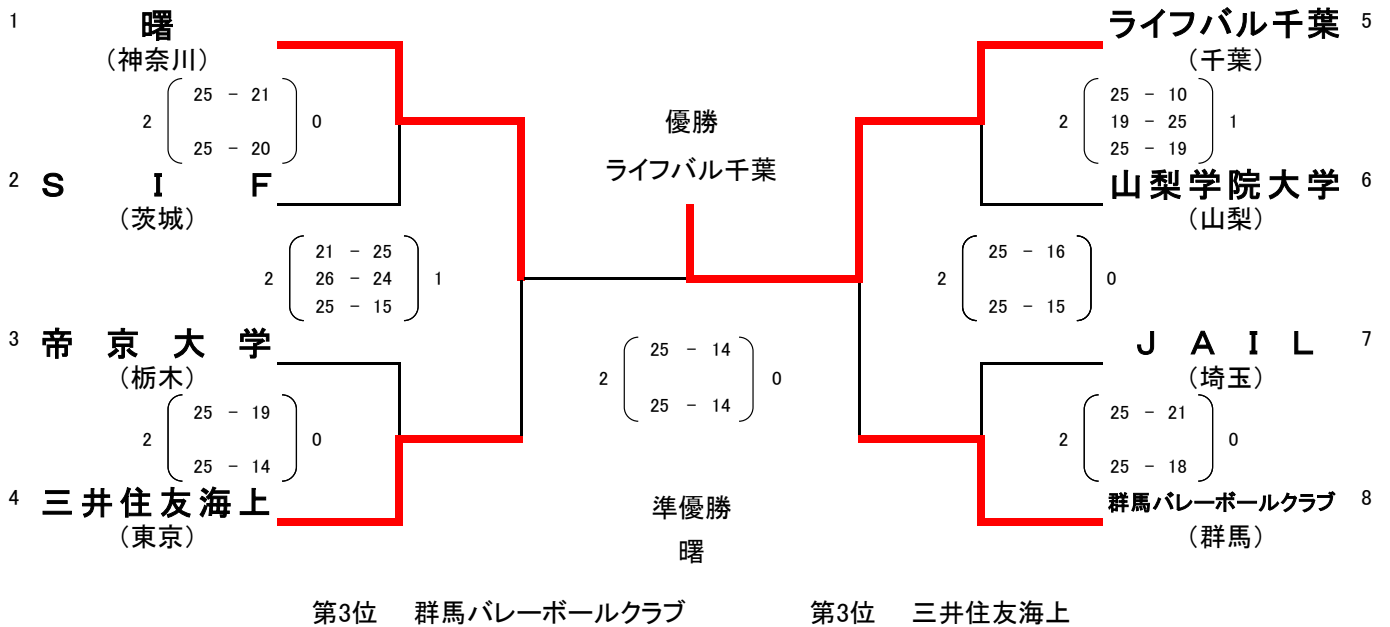 1 曙
(神奈川)
2 25 - 21 0
25 - 20
2 S I F
(茨城)
2 21 - 25 1
26 - 24
25 - 15
3 帝京大学
(栃木)
2 25 - 19 0
25 - 14
4 三井住友海上
(東京)
優勝
ライフバル千葉
2 25 - 14 0
25 - 14
準優勝
曙
ライフバル千葉 5
(千葉)
25 - 10
2 19 - 25 1
25 - 19
山梨学院大学 6
(山梨)
2 25 - 16 0
25 - 15
J A I L 7
(埼玉)
2 25 - 21 0
25 - 18
群馬バレーボールクラブ 8
(群馬)
第3位 群馬バレーボールクラブ 第3位 三井住友海上